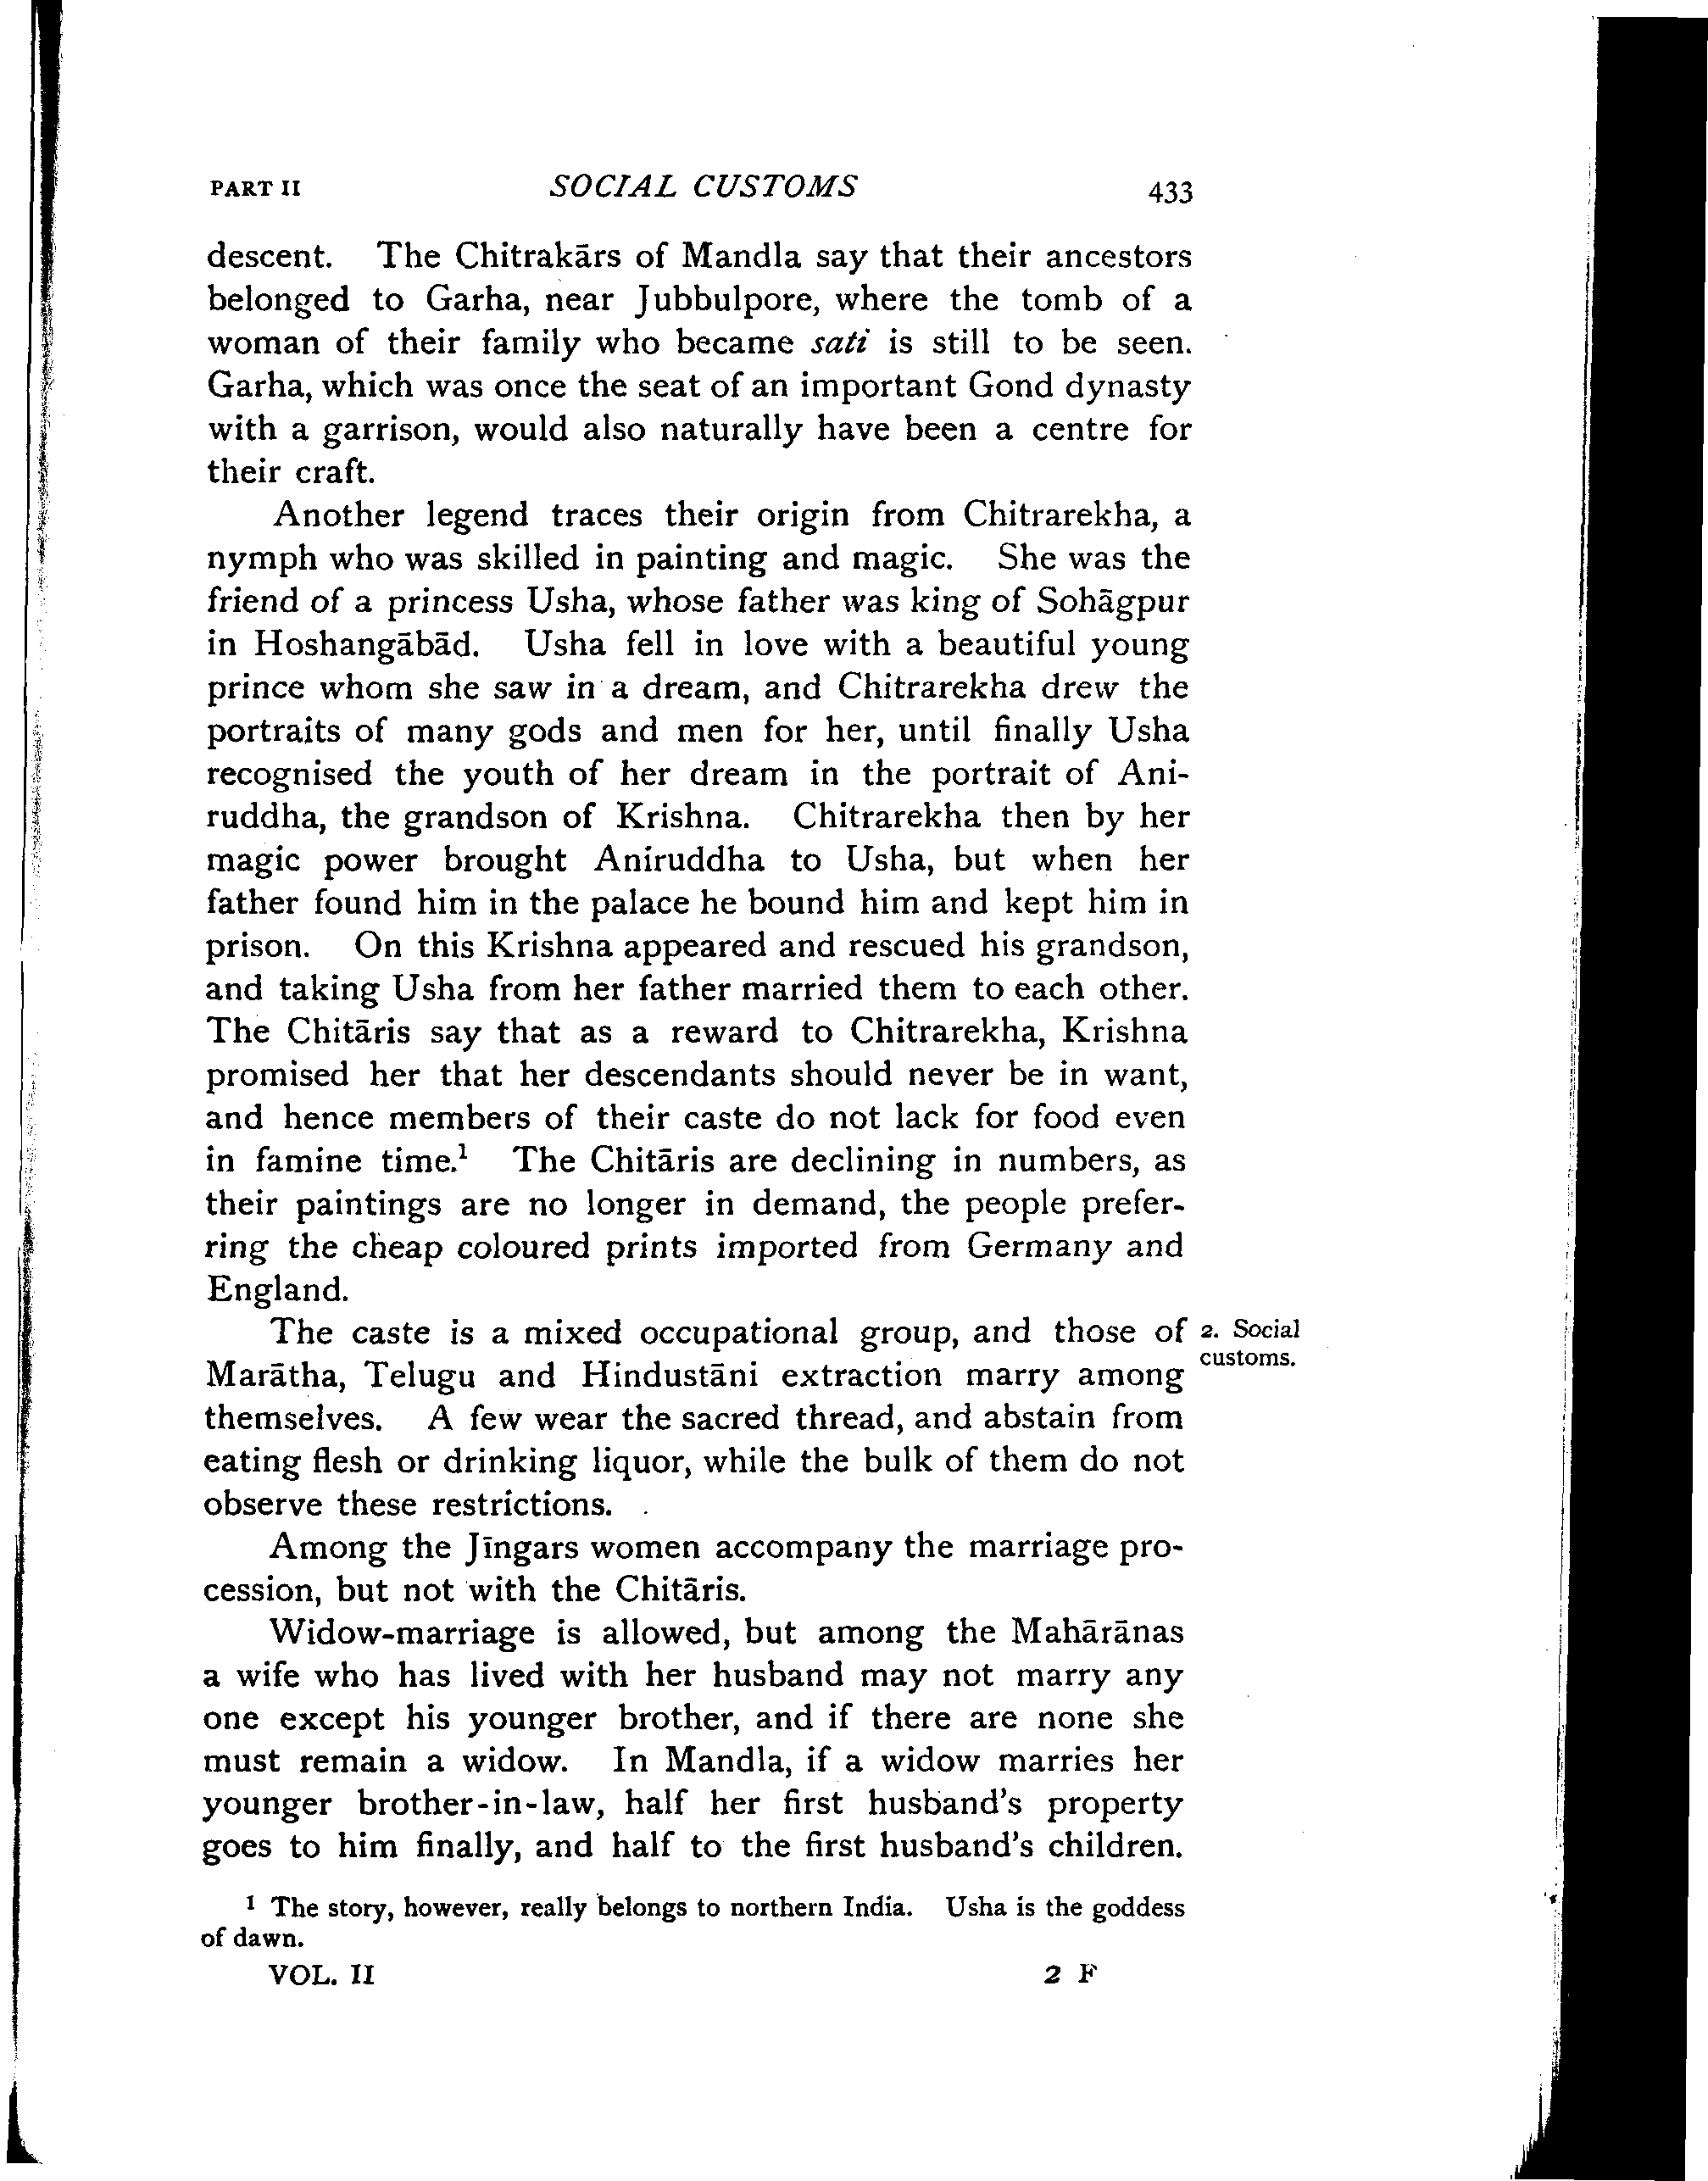 PART II SOCIAL CUSTOMS 433
descent. The Chitrakārs of Mandla say that their ancestors
belonged to Garha, near Jubbulpore, where the tomb of a
woman of their family who became sati is still to be seen.
Garha, which was once the seat of an important Gond dynasty
with a garrison, would also naturally have been a centre for
their craft.
Another legend traces their origin from Chitrarekha, a
nymph who was skilled in painting and magic. She was the
friend of a princess Usha, whose father was king of Sohāgpur
in Hoshangābād. Usha fell in love with a beautiful young
prince whom she saw in a dream, and Chitrarekha drew the
portraits of many gods and men for her, until finally Usha
recognised the youth of her dream in the portrait of Ani-
ruddha, the grandson of Krishna. Chitrarekha then by her
magic power brought Aniruddha to Usha, but when her
father found him in the palace he bound him and kept him in
prison. On this Krishna appeared and rescued his grandson,
and taking Usha from her father married them to each other.
The Chitāris say that as a reward to Chitrarekha, Krishna
promised her that her descendants should never be in want,
and hence members of their caste do not lack for food even
in famine time.¹ The Chitāris are declining in numbers, as
their paintings are no longer in demand, the people prefer-
ring the cheap coloured prints imported from Germany and
England.
The caste is a mixed occupational group, and those of
2. Social
customs.
Marātha, Telugu and Hindustāni extraction marry among
themselves. A few wear the sacred thread, and abstain from
eating flesh or drinking liquor, while the bulk of them do not
observe these restrictions.
Among the Jīngars women accompany the marriage pro-
cession, but not with the Chitāris.
Widow-marriage is allowed, but among the Mahārānas
a wife who has lived with her husband may not marry any
one except his younger brother, and if there are none she
must remain a widow. In Mandla, if a widow marries her
younger brother-in-law, half her first husband's property
goes to him finally, and half to the first husband's children.
¹ The story, however, really belongs to northern India. Usha is the goddess
of dawn.
VOL. II 2 F